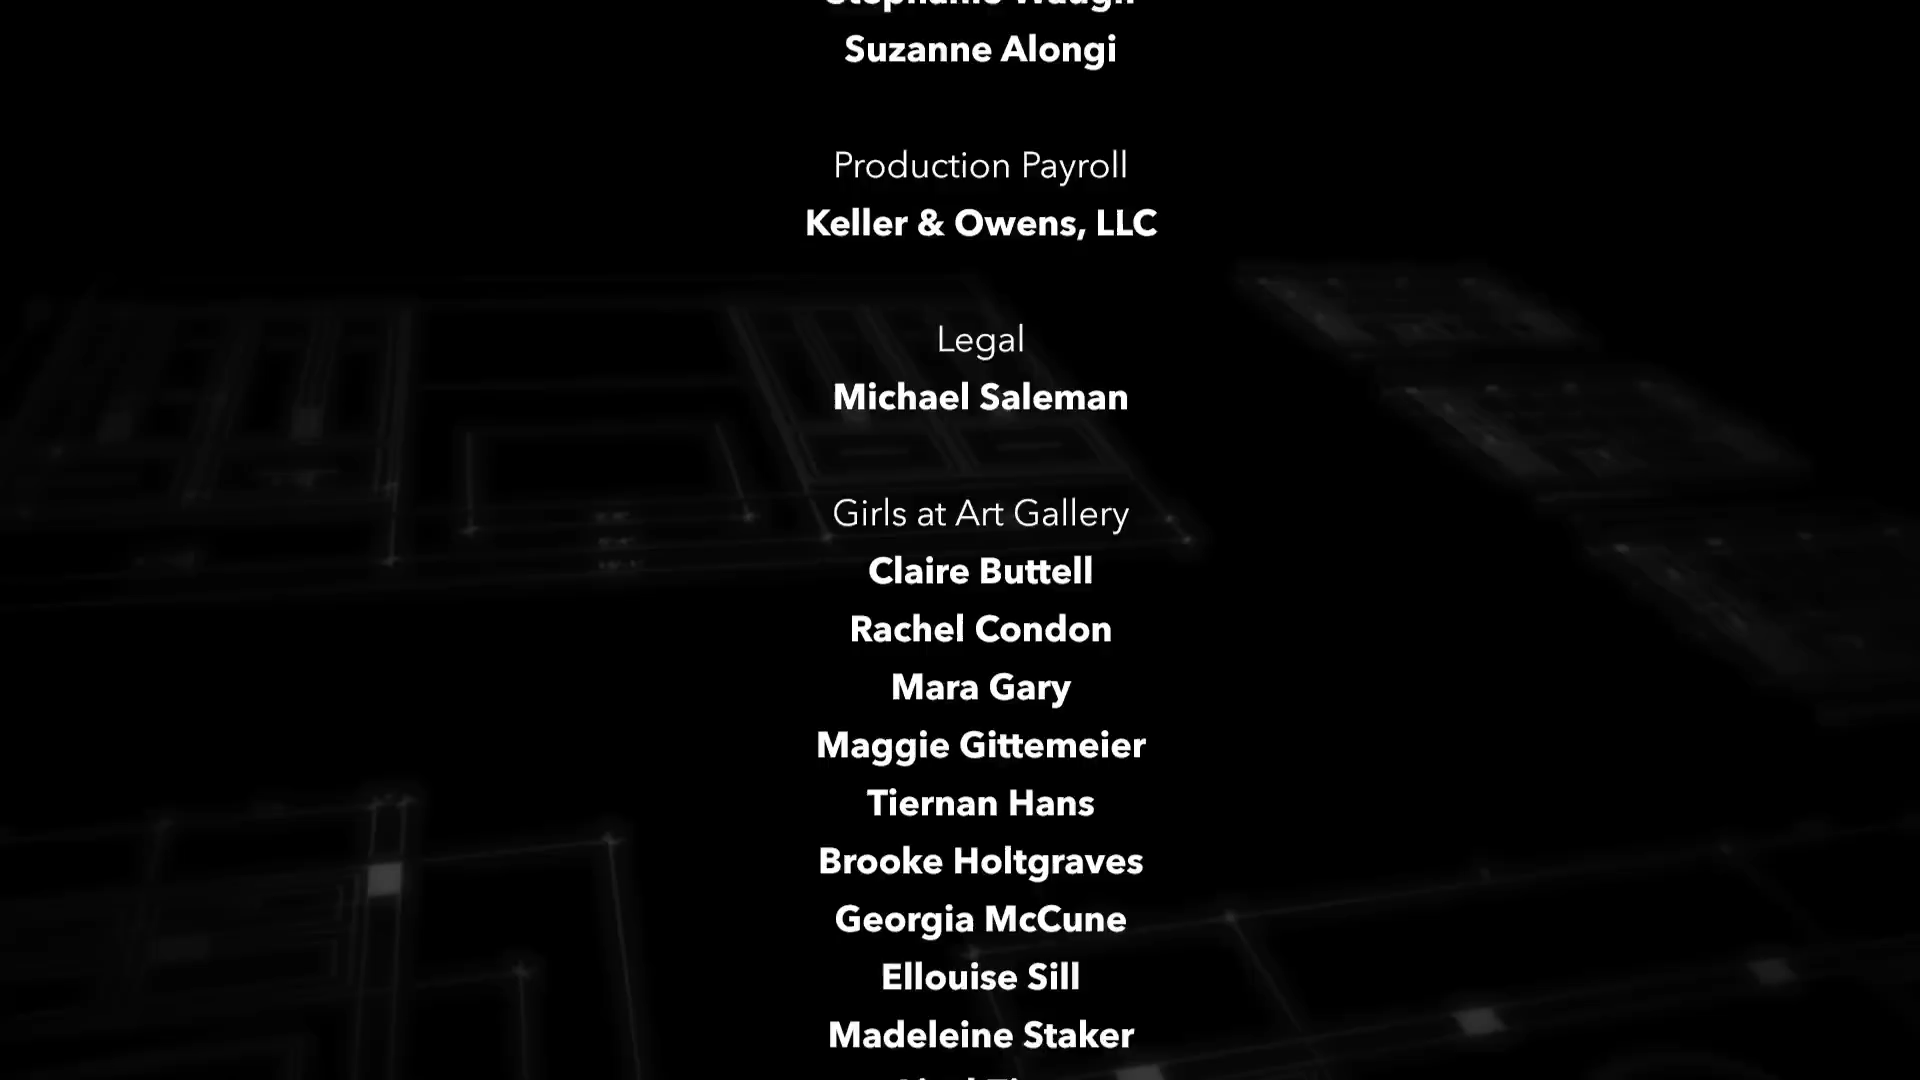 Suzanne Alongi
Production Payroll
Keller & Owens, LLC
Legal
Michael Saleman
Girls at Art Gallery
Claire Buttell
Rachel Condon
Mara Gary
Maggie Gittemeier
Tiernan Hans
Brooke Holtgraves
Georgia McCune
Ellouise Sill
Madeleine Staker